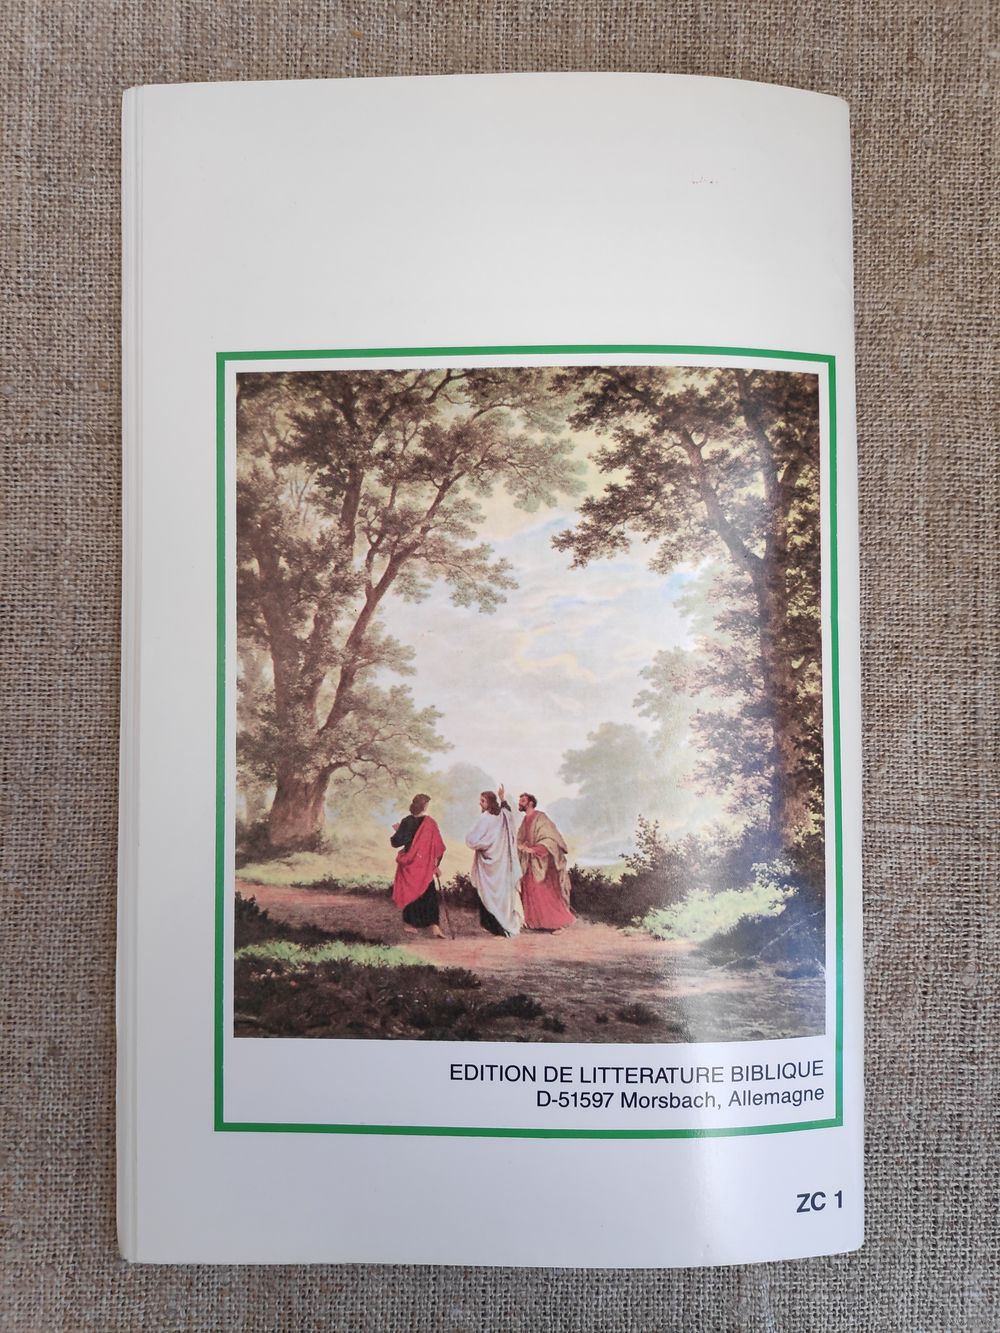 EDITION DE LITTERATURE BIBLIQUE
D-51597 Morsbach, Allemagne
ZC 1